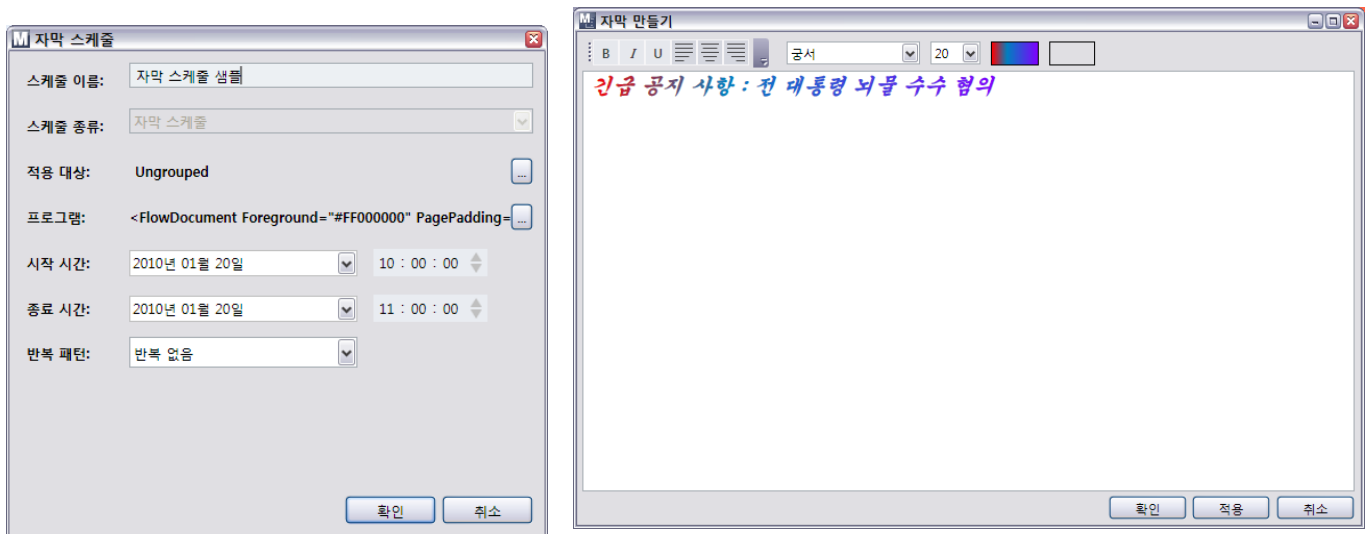 자막 스케줄
스케줄 이름: 자막 스케줄 샘플
스케줄 종류: 자막 스케줄
적용 대상: Ungrouped ...
프로그램: <FlowDocument Foreground="#FF000000" PagePadding= ...
시작 시간: 2010년 01월 20일 10 : 00 : 00
종료 시간: 2010년 01월 20일 11 : 00 : 00
반복 패턴: 반복 없음
확인 취소
자막 만들기
B I U 궁서 20
긴급 공지 사항 : 전 대통령 뇌물 수수 혐의
확인 적용 취소